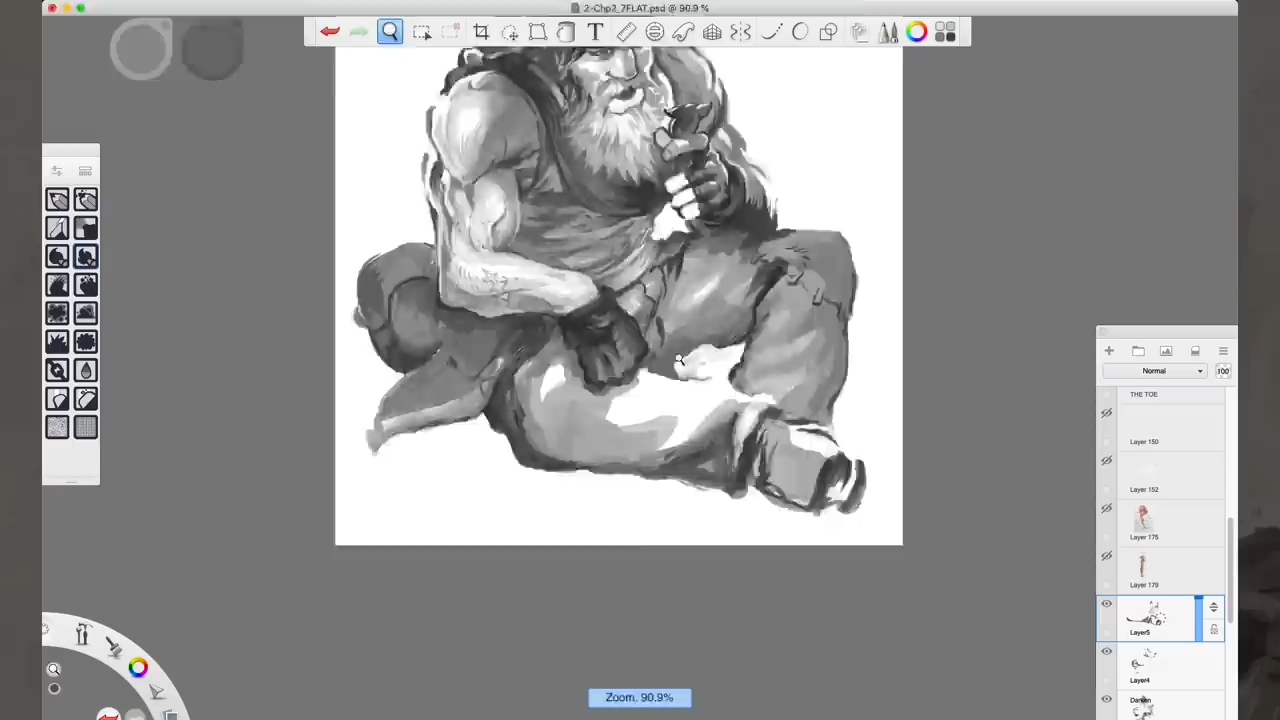 2-Chp2_7FLAT.psd @ 90.9 %
T
Normal
100
THE TOE
Layer 150
Layer 152
Layer 175
Layer 179
Layer5
Layer4
Zoom. 90.9%